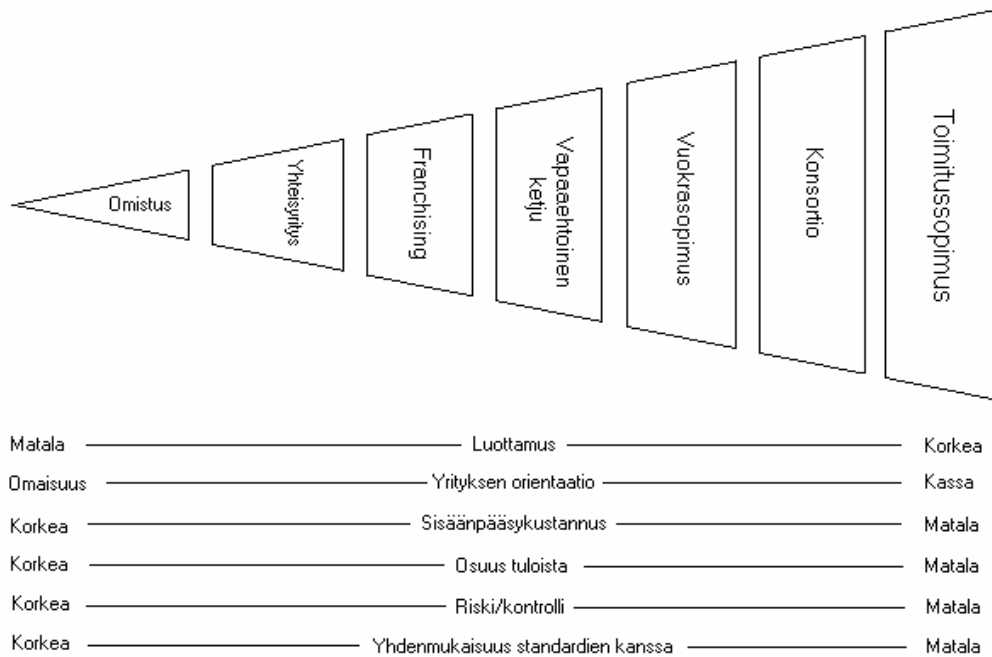 Omistus
Yhteisyritys
Franchising
Vapaaehtoinen
ketju
Vuokrasopimus
Konsortio
Toimitussopimus
Matala Luottamus Korkea
Omaisuus Yrityksen orientaatio Kassa
Korkea Sisäänpääsykustannus Matala
Korkea Osuus tuloista Matala
Korkea Riski/kontrolli Matala
Korkea Yhdenmukaisuus standardien kanssa Matala